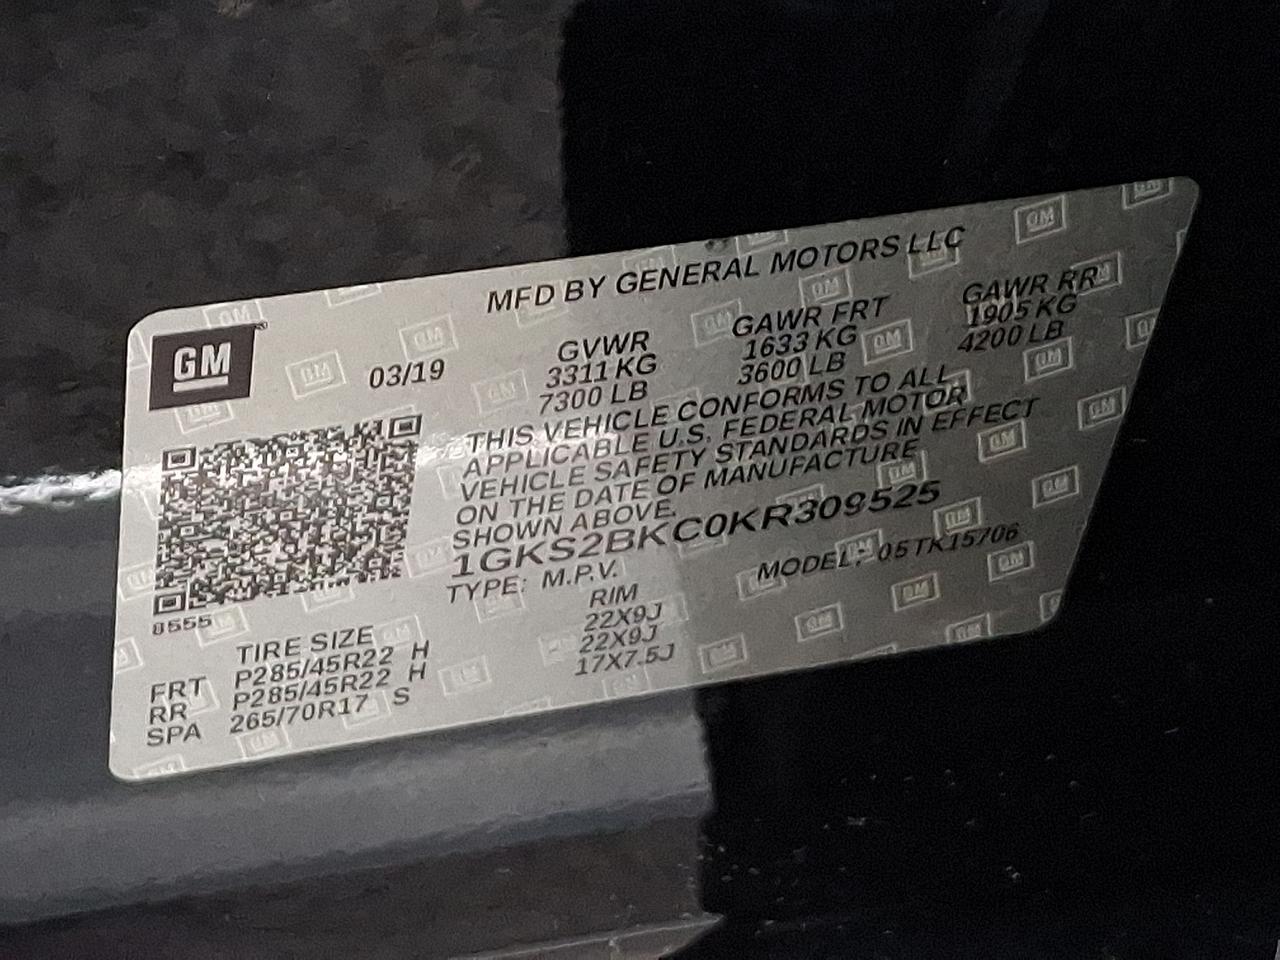 MFD BY GENERAL MOTORS LLC
GM
03/19
GVWR GAWR FRT GAWR RR
3311 KG 1633 KG 1905 KG
7300 LB 3600 LB 4200 LB
THIS VEHICLE CONFORMS TO ALL
APPLICABLE U.S. FEDERAL MOTOR
VEHICLE SAFETY STANDARDS IN EFFECT
ON THE DATE OF MANUFACTURE
SHOWN ABOVE.
1GKS2BKC0KR309525
TYPE: M.P.V. MODEL: 05TK15706
8555
TIRE SIZE RIM
FRT P285/45R22 H 22X9J
RR P285/45R22 H 22X9J
SPA 265/70R17 S 17X7.5J